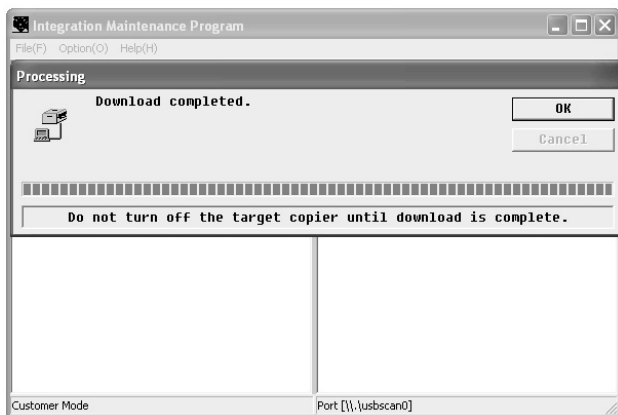 Integration Maintenance Program
File(F) Option(O) Help(H)
Processing
Download completed.
OK
Cancel
Do not turn off the target copier until download is complete.
Customer Mode
Port [\\.\usbscan0]